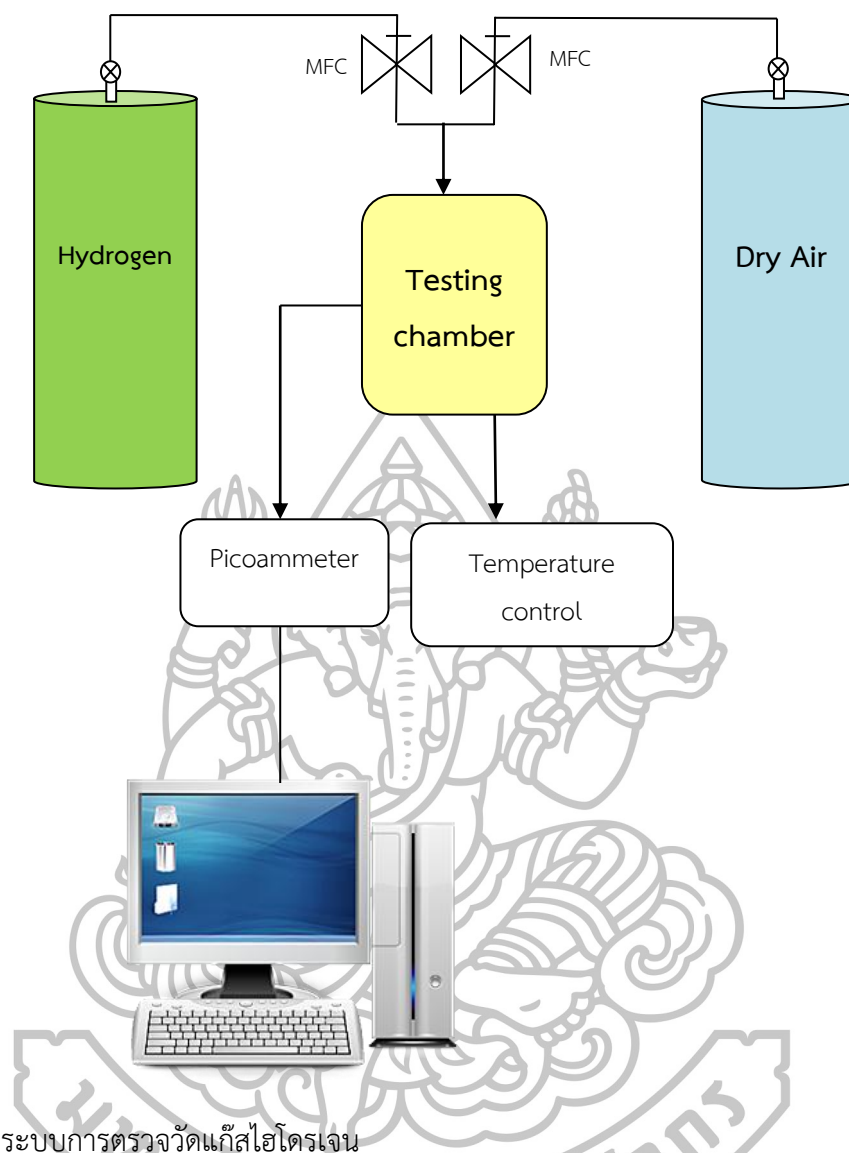 MFC
MFC
Hydrogen
Testing
chamber
Dry Air
Picoammeter
Temperature
control
ระบบการตรวจวัดแก๊สไฮโดรเจน